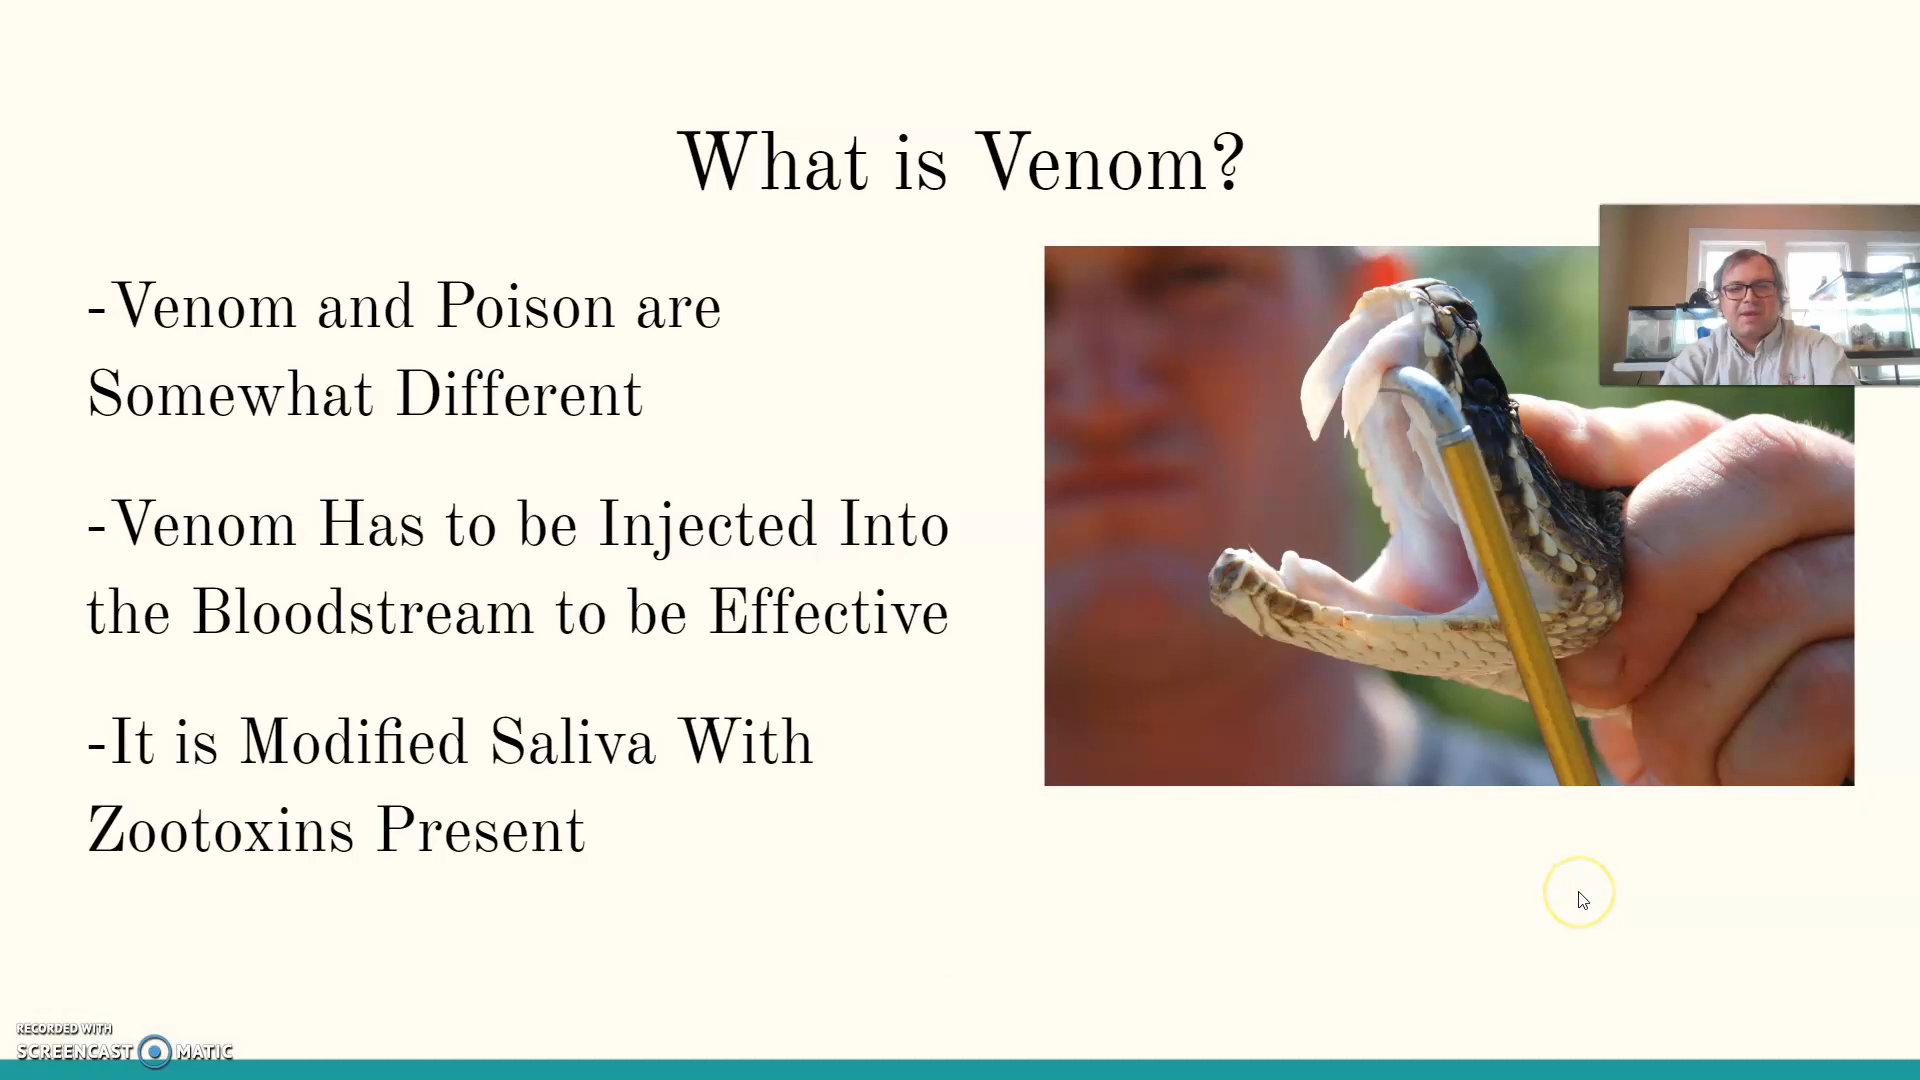 What is Venom?
-Venom and Poison are
Somewhat Different
-Venom Has to be Injected Into
the Bloodstream to be Effective
-It is Modified Saliva With
Zootoxins Present
RECORDED WITH
SCREENCAST MATIC